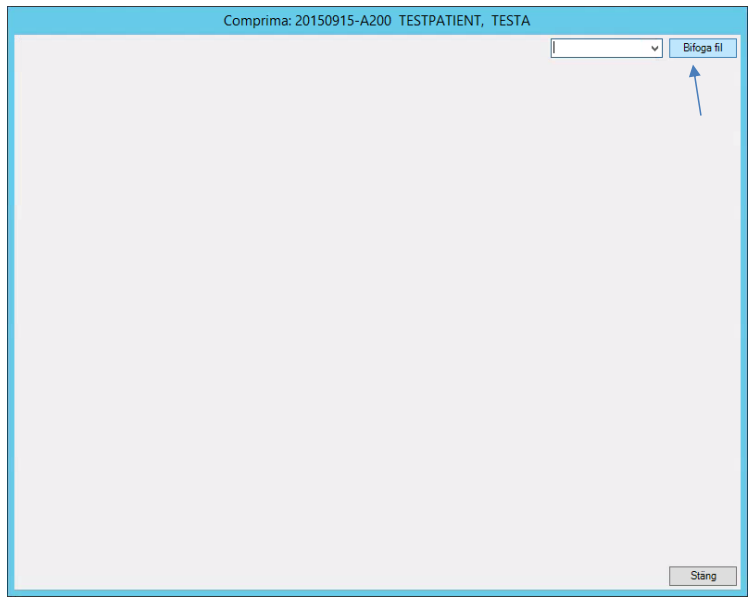 Comprima: 20150915-A200 TESTPATIENT, TESTA
Bifoga fil
Stäng